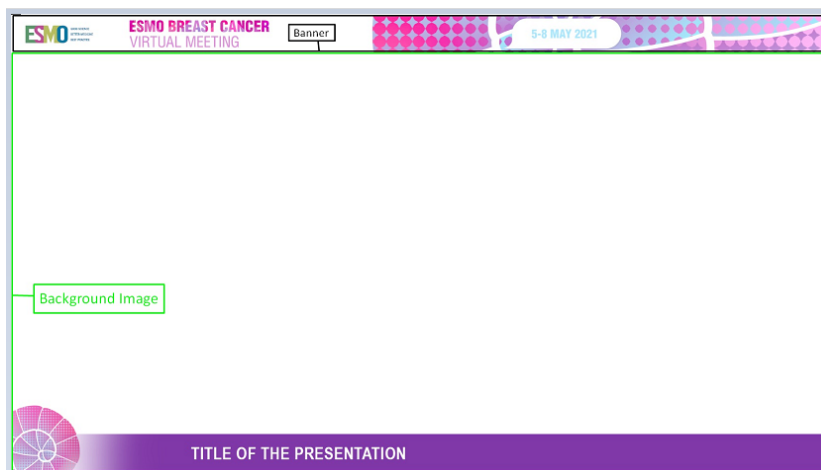 ESMO
ESMO BREAST CANCER
VIRTUAL MEETING
Banner
5-8 MAY 2021
Background Image
TITLE OF THE PRESENTATION